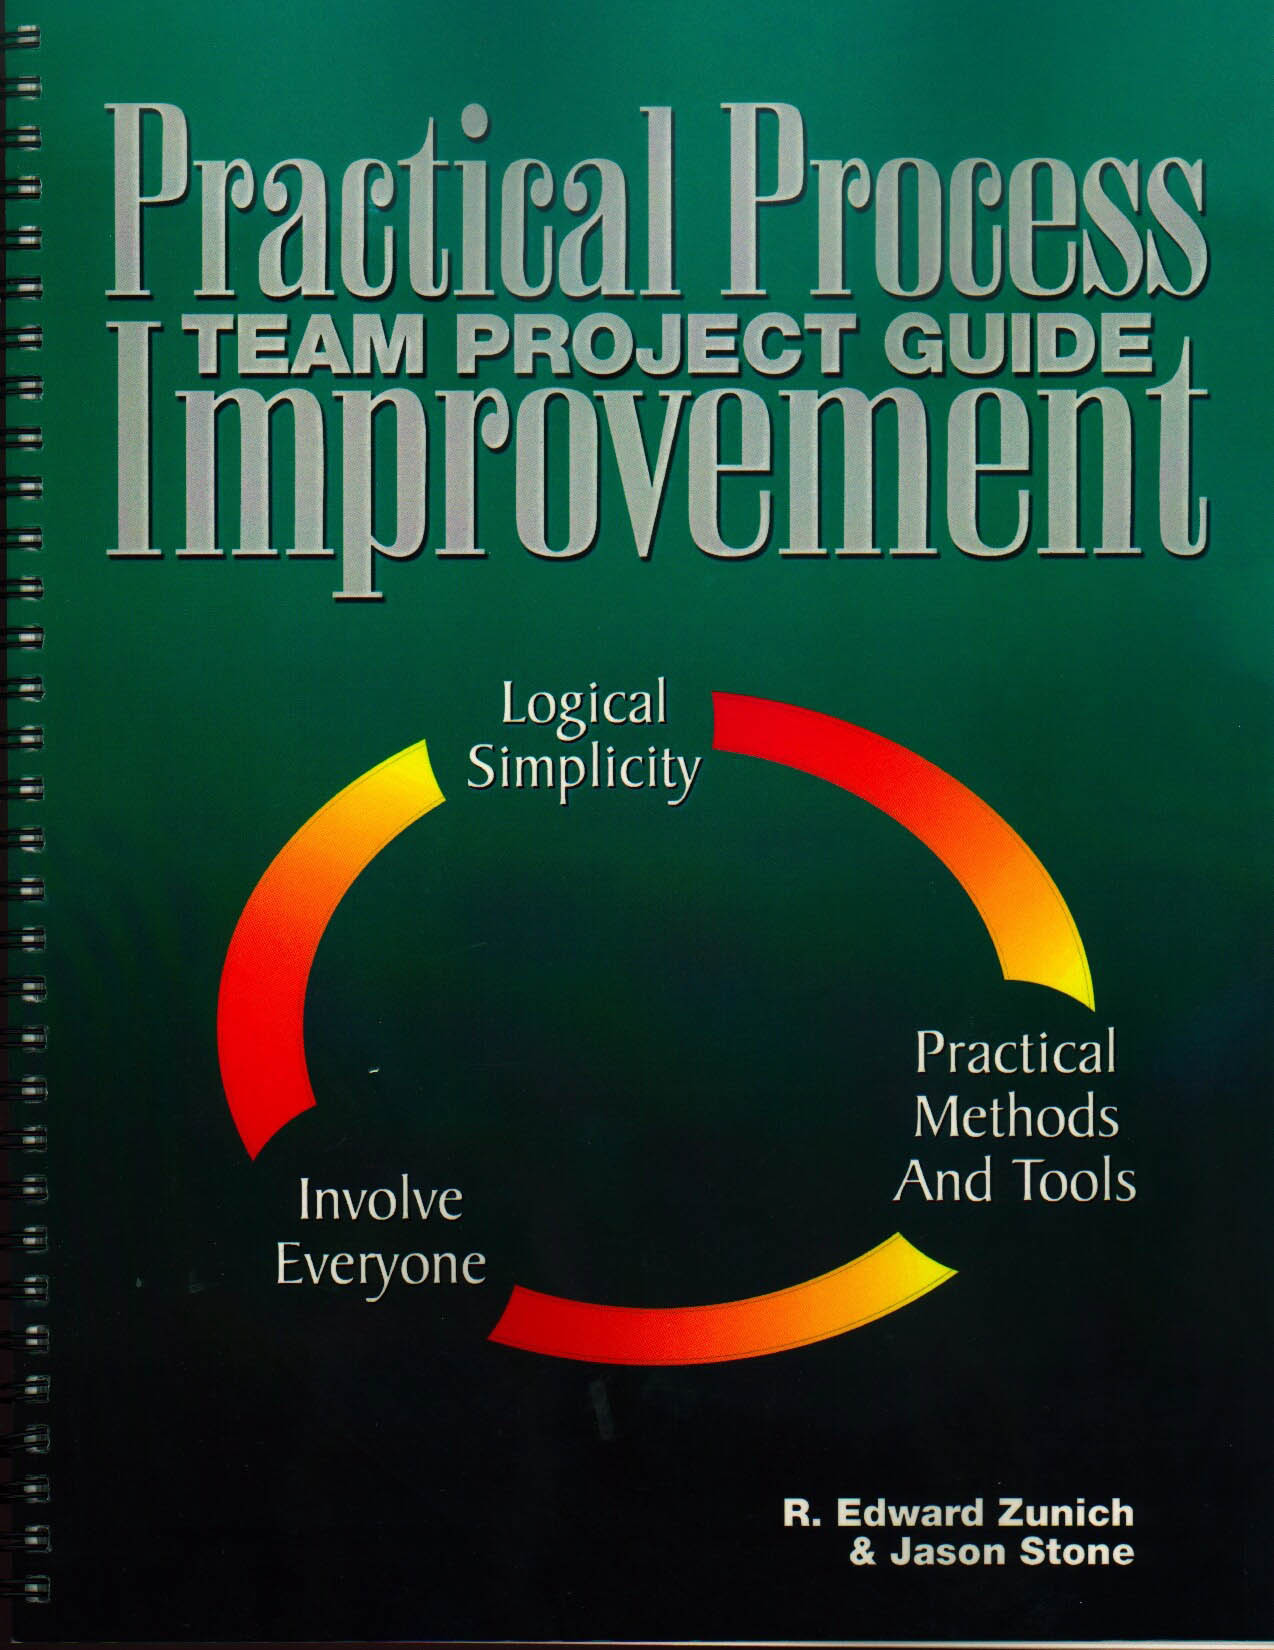 Practical Process
TEAM PROJECT GUIDE
Improvement
Logical
Simplicity
Practical
Methods
And Tools
Involve
Everyone
R. Edward Zunich
& Jason Stone